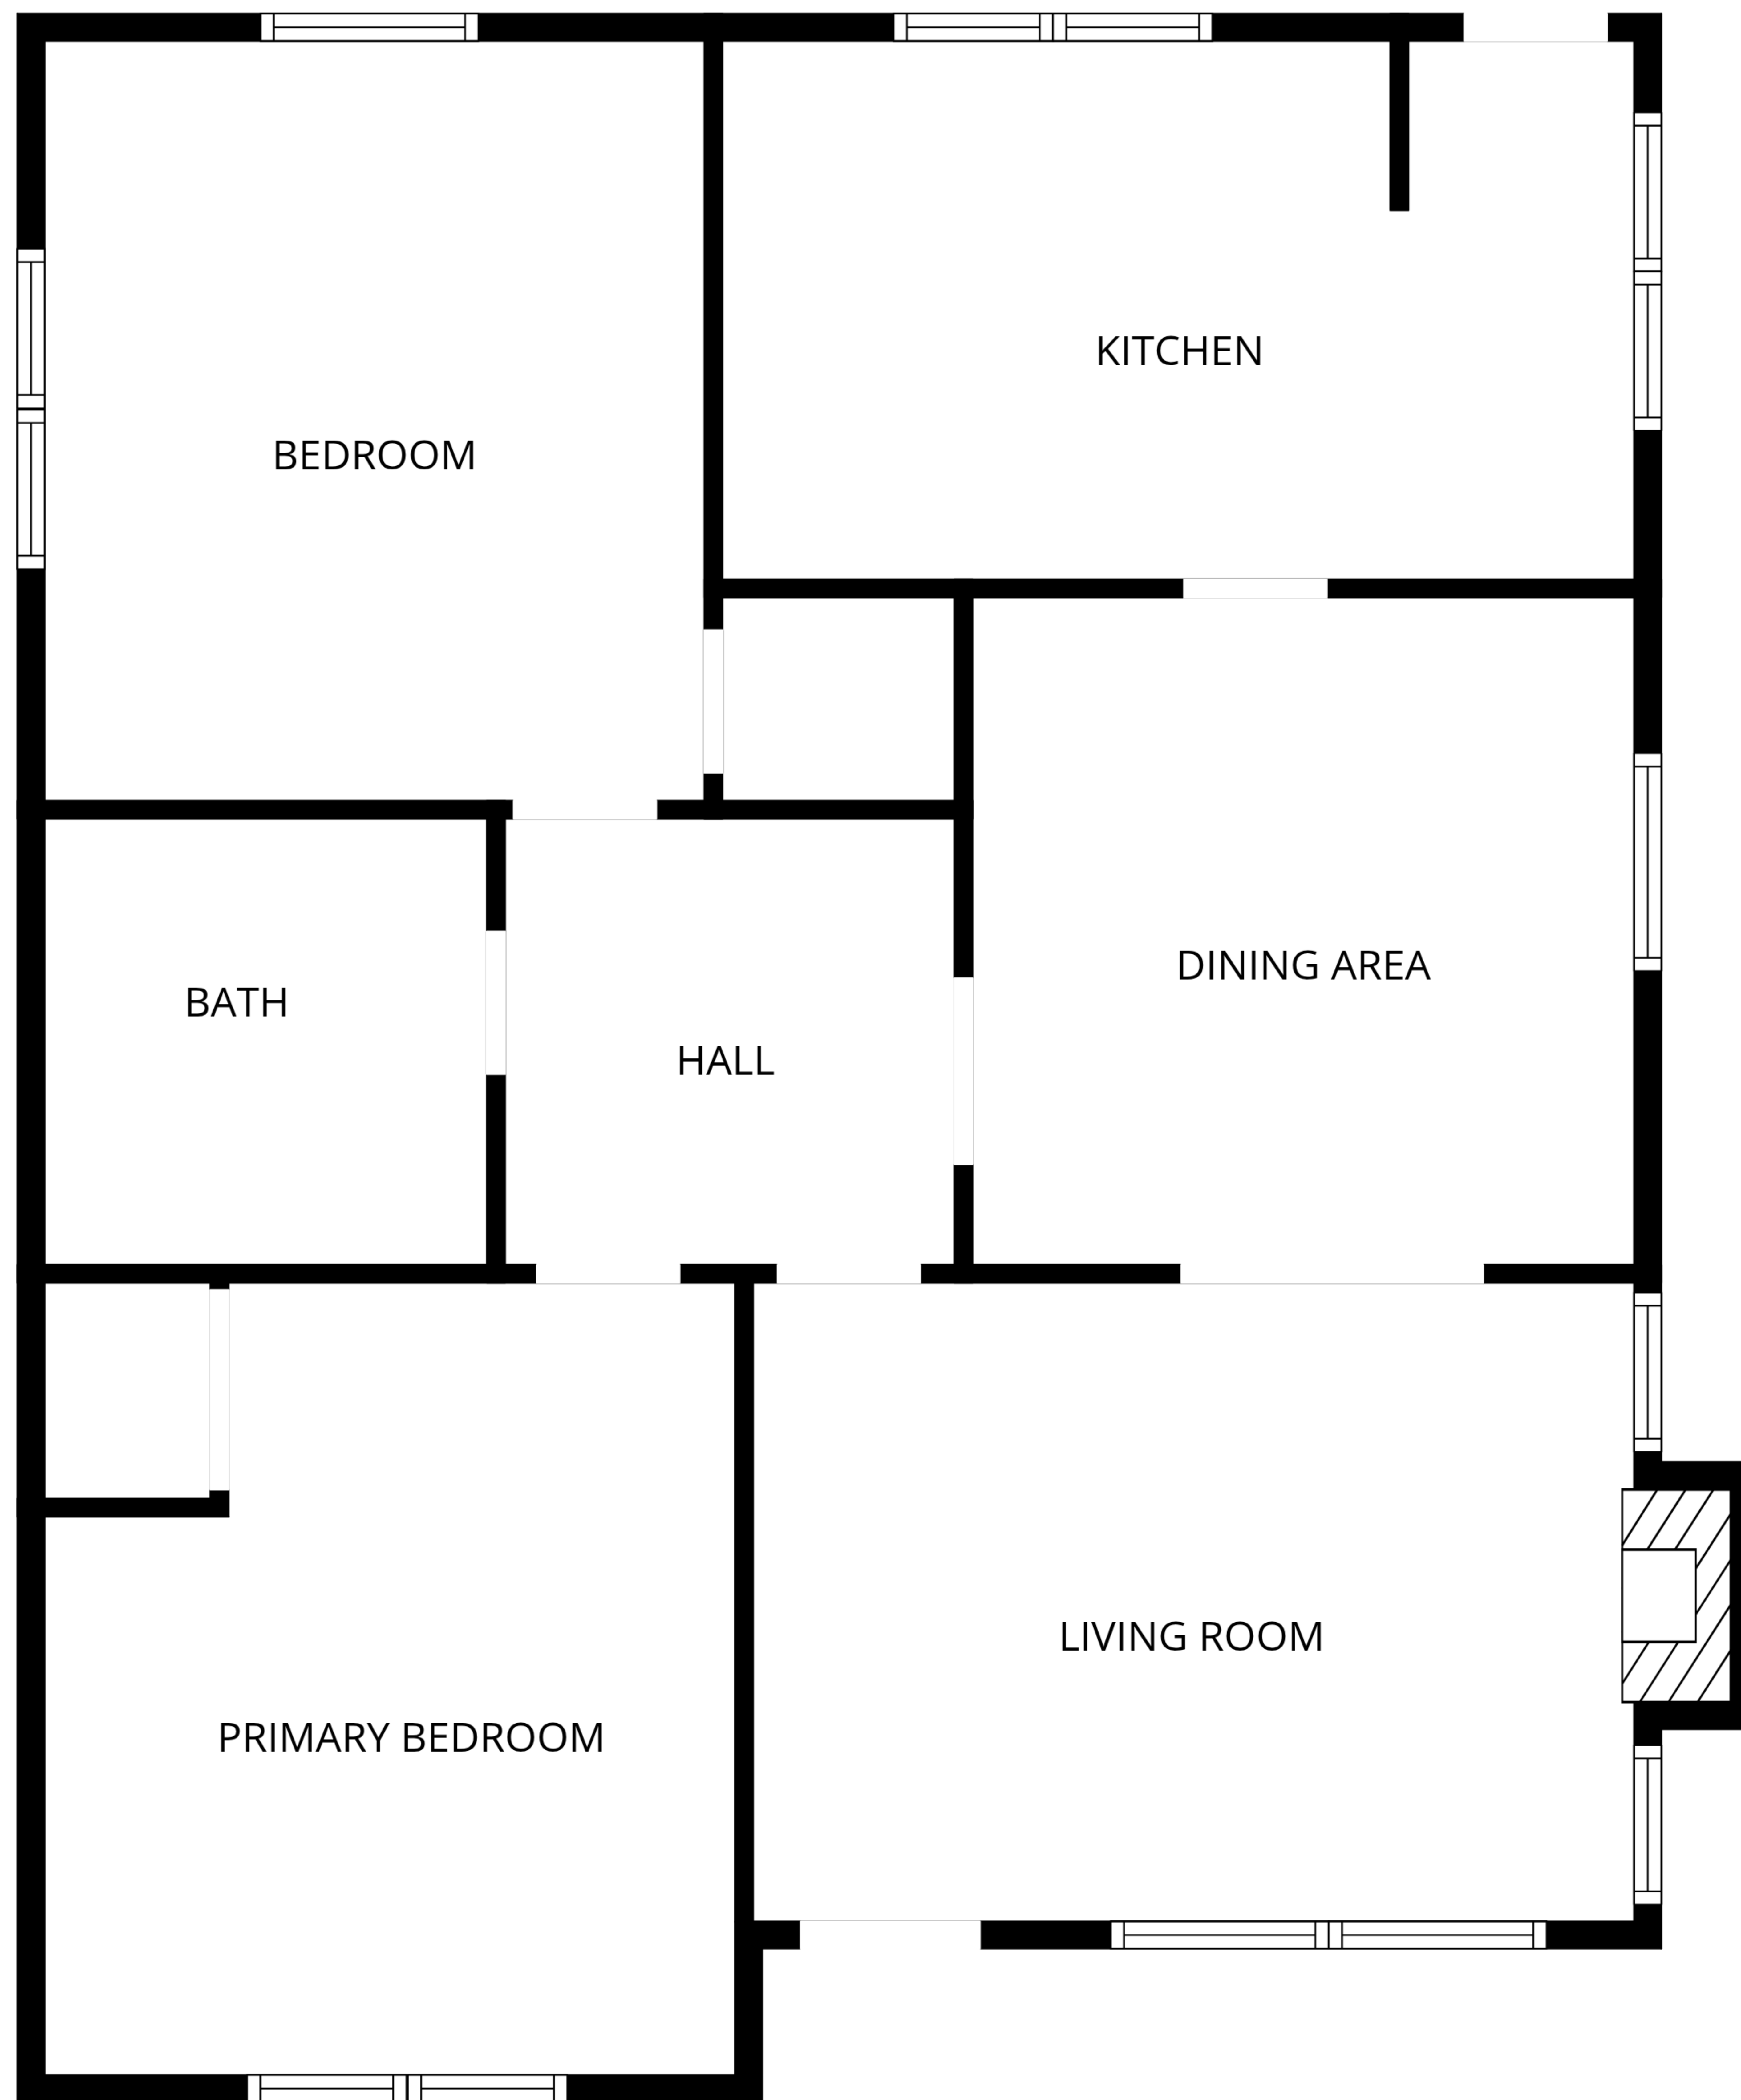 KITCHEN
BEDROOM
DINING AREA
BATH
HALL
LIVING ROOM
PRIMARY BEDROOM